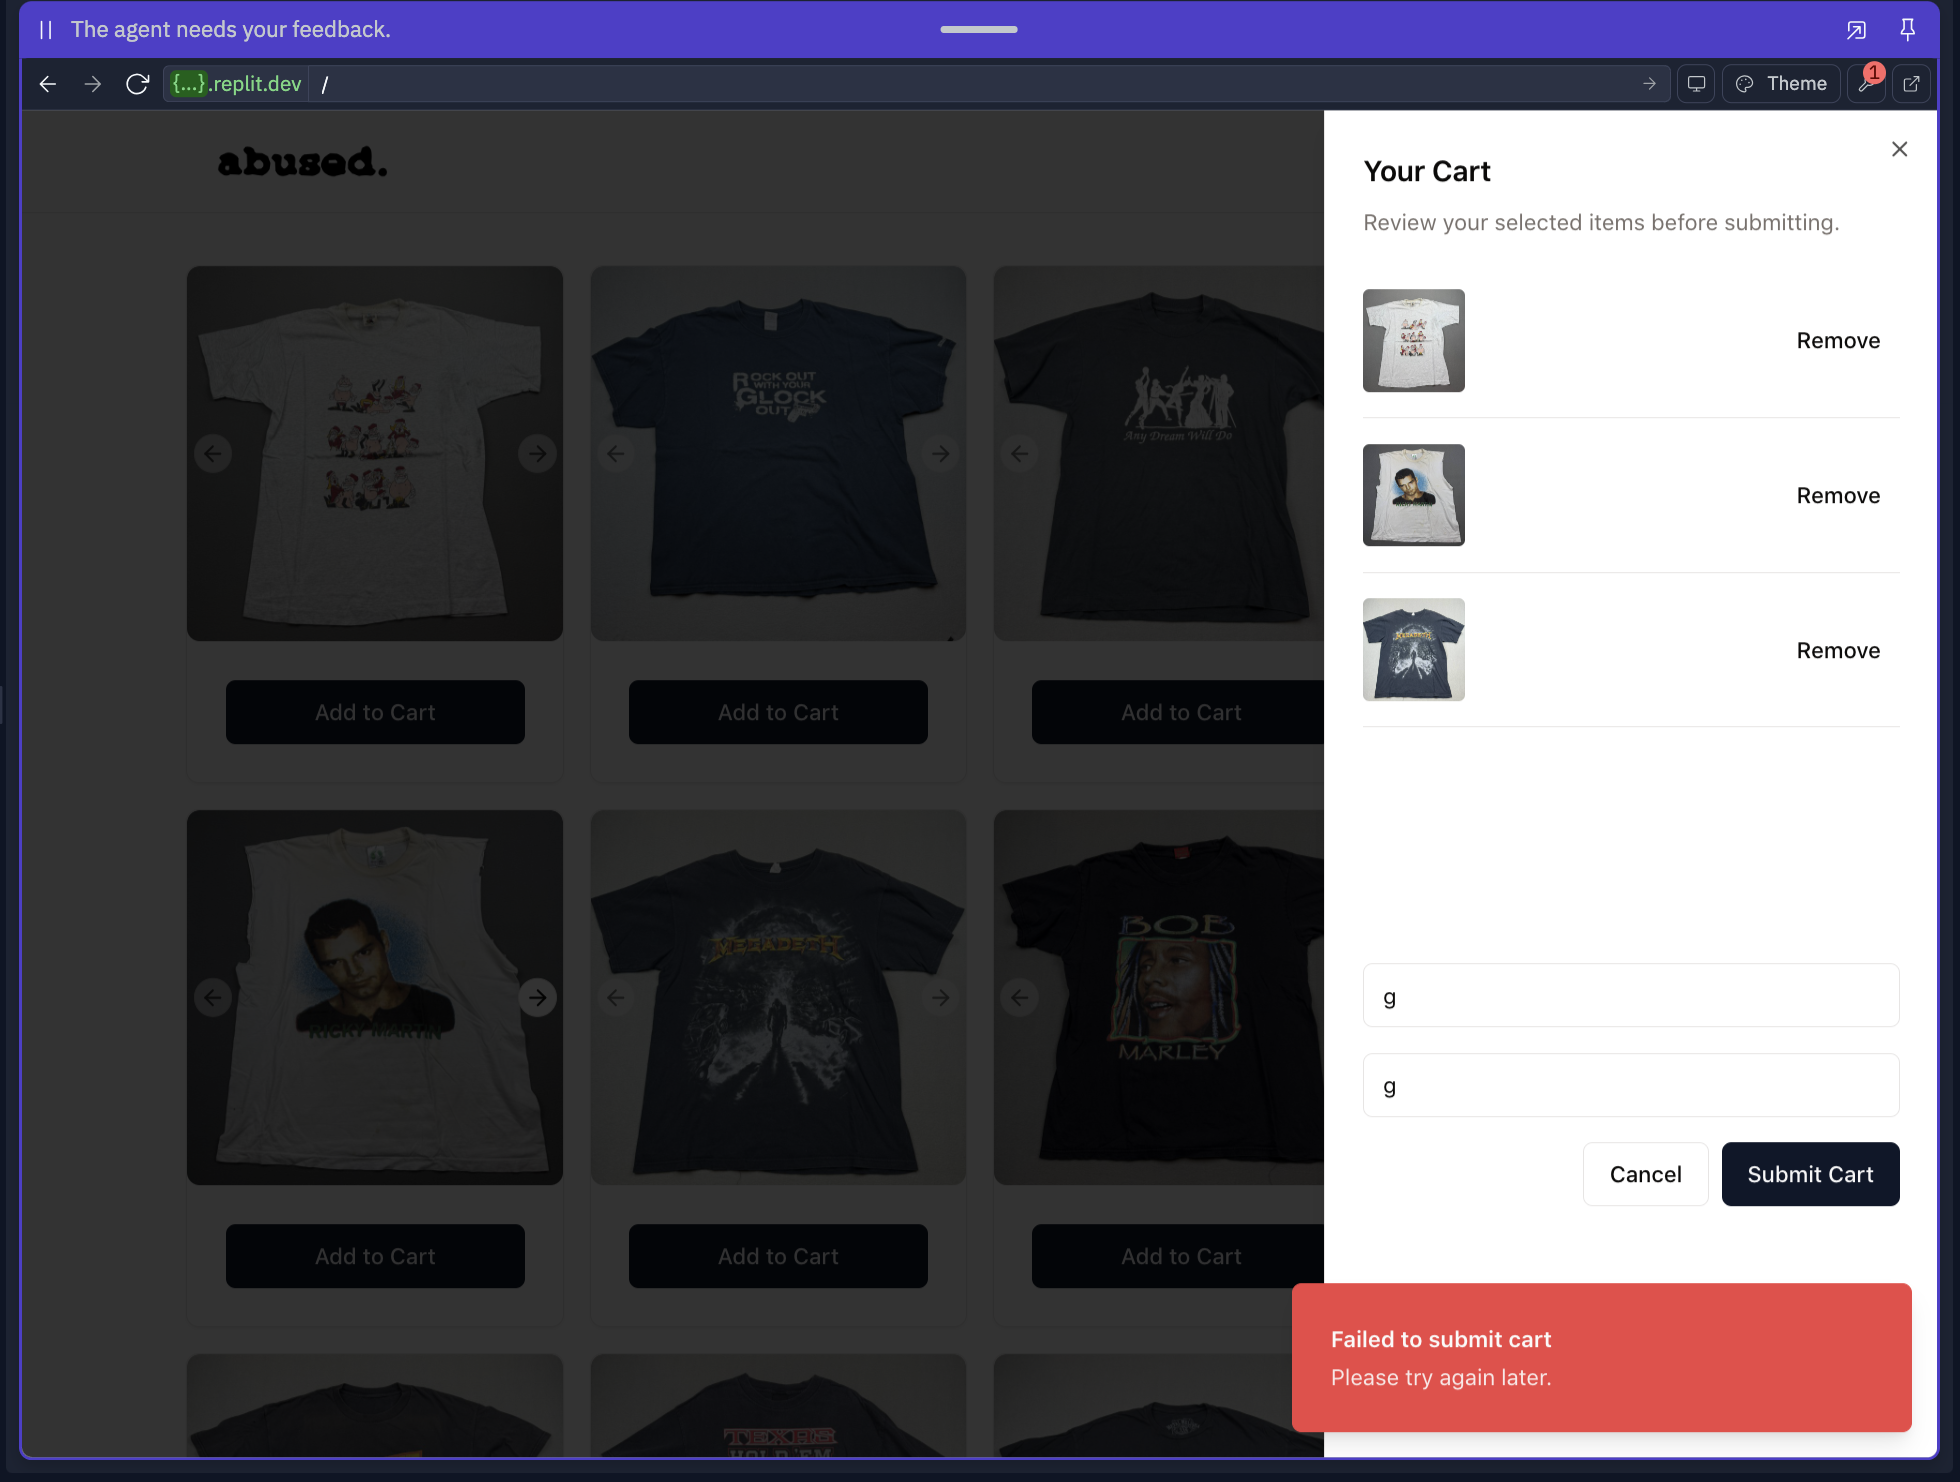 The agent needs your feedback.
{...}.replit.dev /
Theme
1
abused.
Your Cart
Review your selected items before submitting.
Remove
Remove
Remove
ROCK OUT
WITH YOUR
GLOCK
OUT
Any Dream Will Do
Add to Cart
Add to Cart
Add to Cart
RICKY MARTIN
MEGADETH
BOB
MARLEY
g
g
Cancel
Submit Cart
Add to Cart
Add to Cart
Add to Cart
Failed to submit cart
Please try again later.
TEXAS
HOLD 'EM